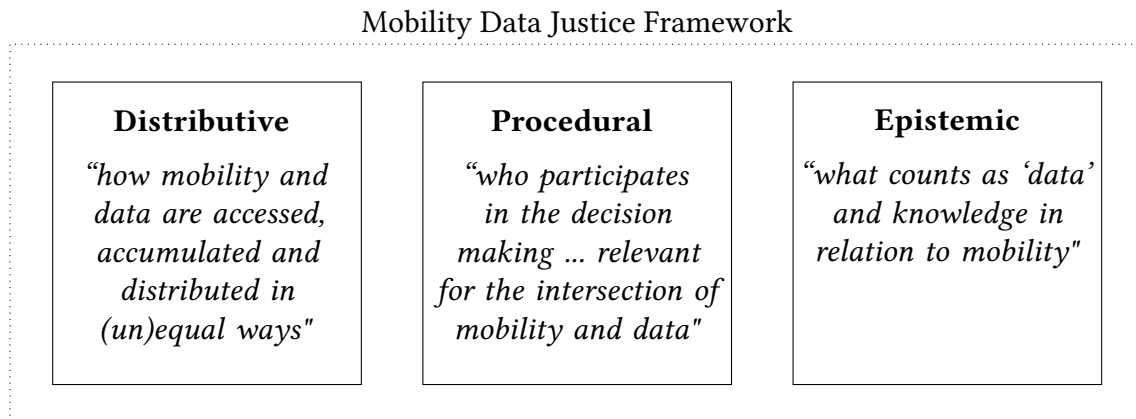 Mobility Data Justice Framework
Distributive
“how mobility and
data are accessed,
accumulated and
distributed in
(un)equal ways"
Procedural
“who participates
in the decision
making ... relevant
for the intersection of
mobility and data"
Epistemic
“what counts as ‘data’
and knowledge in
relation to mobility"